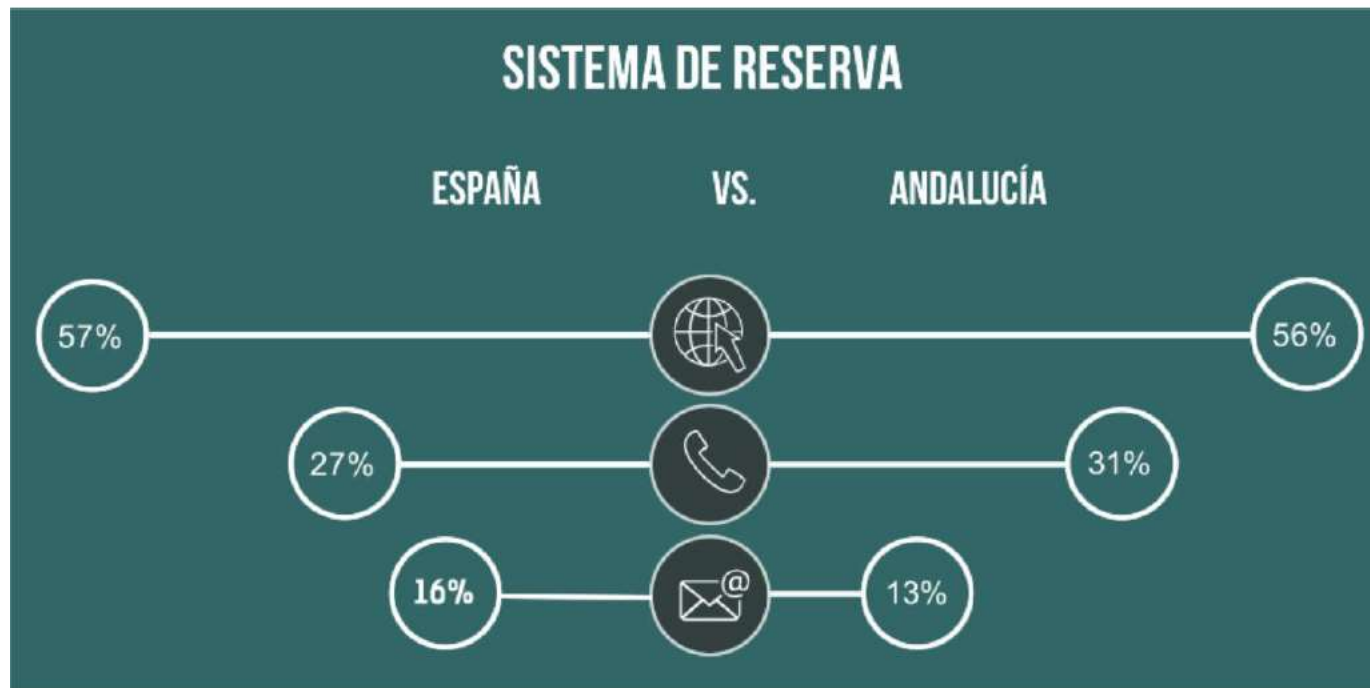 SISTEMA DE RESERVA
ESPAÑA VS. ANDALUCÍA
57% 56%
27% 31%
16% @ 13%